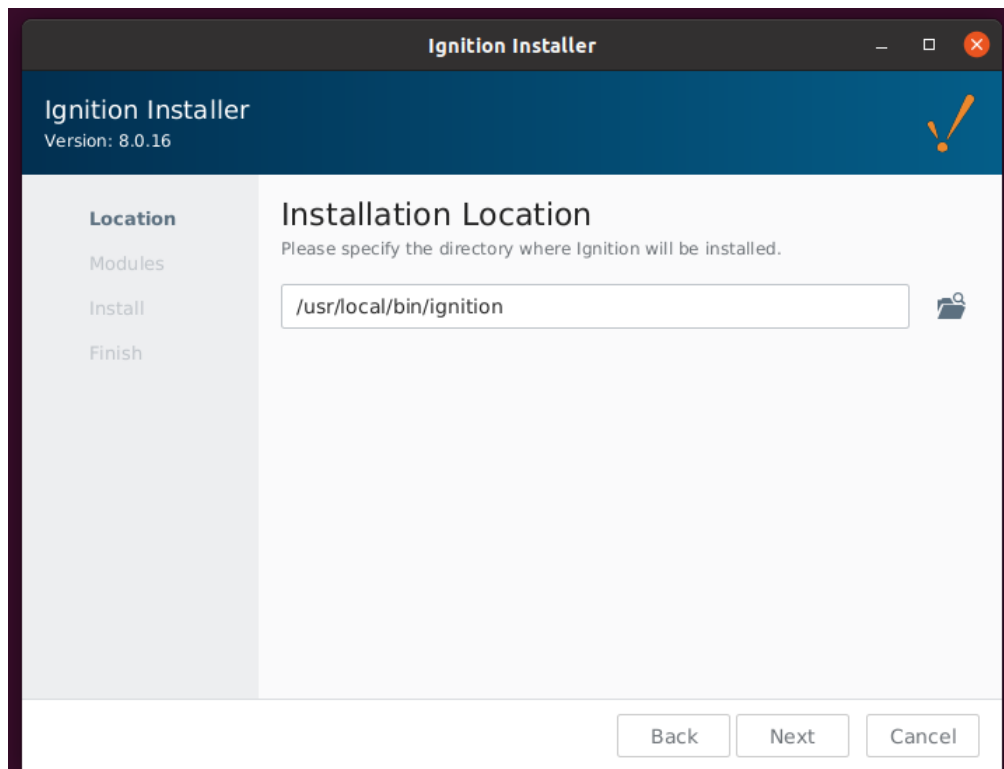 Ignition Installer
Ignition Installer
Version: 8.0.16
Location
Modules
Install
Finish
Installation Location
Please specify the directory where Ignition will be installed.
/usr/local/bin/ignition
Back
Next
Cancel